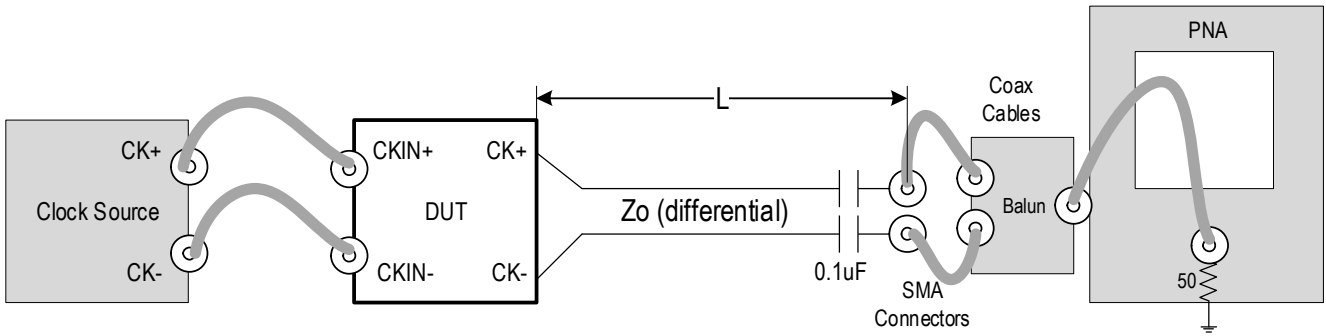 PNA
L
Coax
Cables
CK+
CKIN+
CK+
Clock Source
DUT
Zo (differential)
Balun
CK-
CKIN-
CK-
0.1uF
SMA
Connectors
50